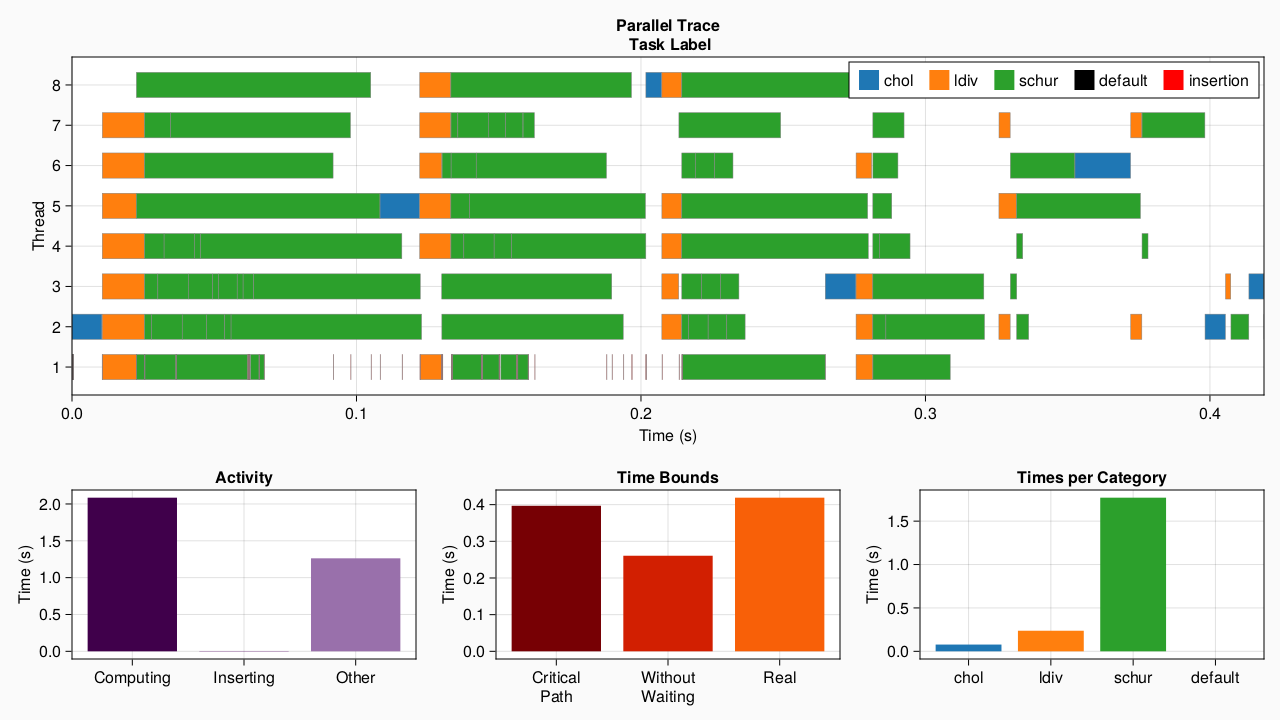 Parallel Trace
Task Label
Thread
8
7
6
5
4
3
2
1
chol ldiv schur default insertion
0.0 0.1 0.2 0.3 0.4
Time (s)
Activity
Time (s)
2.0
1.5
1.0
0.5
0.0
Computing Inserting Other
Time Bounds
Time (s)
0.4
0.3
0.2
0.1
0.0
Critical Path
Without Waiting
Real
Times per Category
Time (s)
1.5
1.0
0.5
0.0
chol ldiv schur default